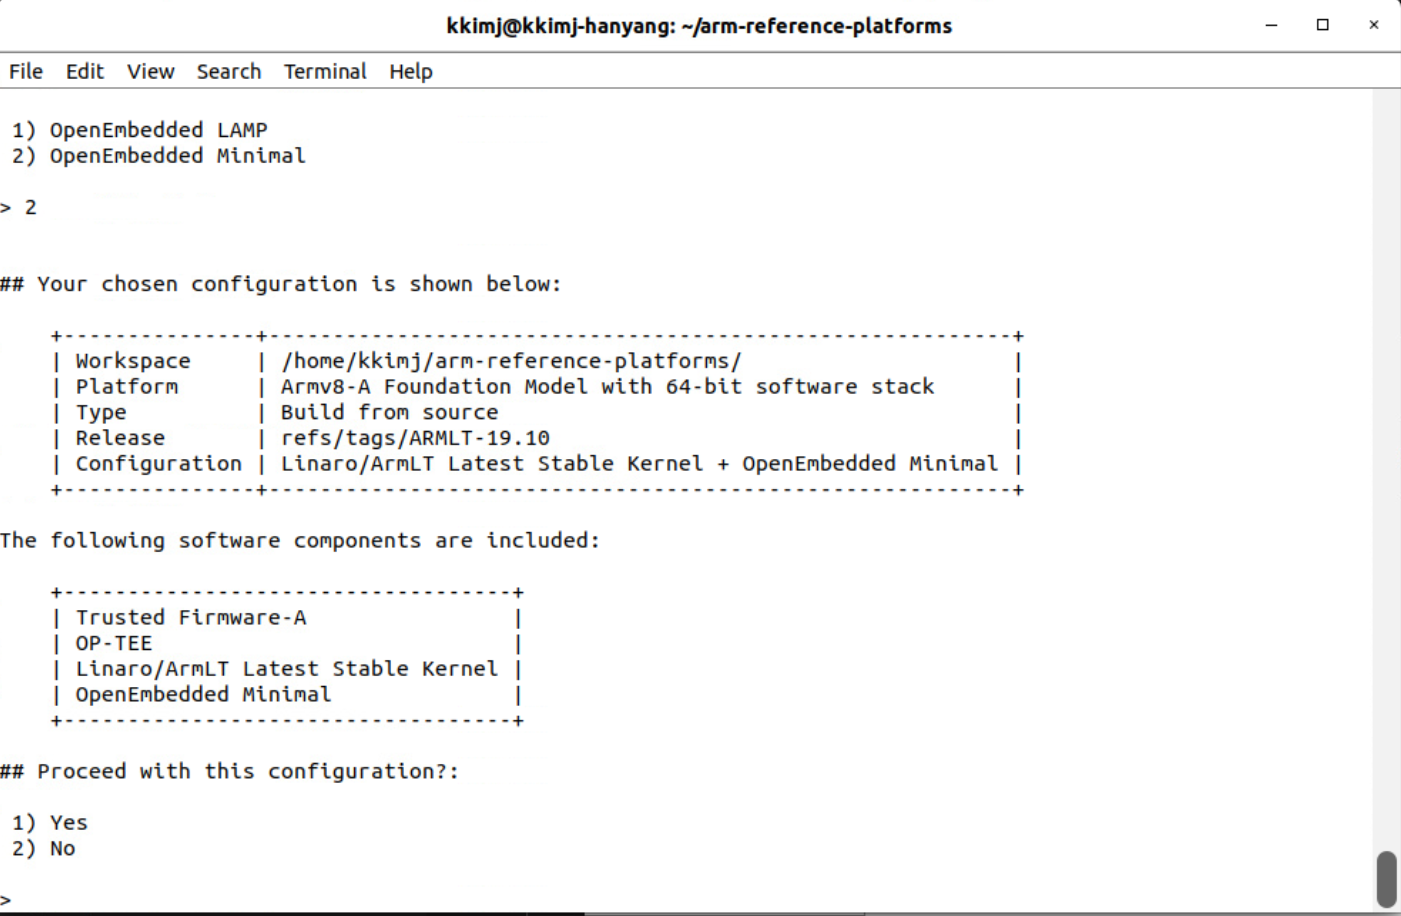 kkimj@kkimj-hanyang: ~/arm-reference-platforms
File Edit View Search Terminal Help
1) OpenEmbedded LAMP
2) OpenEmbedded Minimal
> 2
## Your chosen configuration is shown below:
+---------------+----------------------------------------------------------+
| Workspace     | /home/kkimj/arm-reference-platforms/                     |
| Platform      | Armv8-A Foundation Model with 64-bit software stack      |
| Type          | Build from source                                        |
| Release       | refs/tags/ARMLT-19.10                                    |
| Configuration | Linaro/ArmLT Latest Stable Kernel + OpenEmbedded Minimal |
+---------------+----------------------------------------------------------+
The following software components are included:
+-----------------------------------+
| Trusted Firmware-A                |
| OP-TEE                            |
| Linaro/ArmLT Latest Stable Kernel |
| OpenEmbedded Minimal              |
+-----------------------------------+
## Proceed with this configuration?:
1) Yes
2) No
>